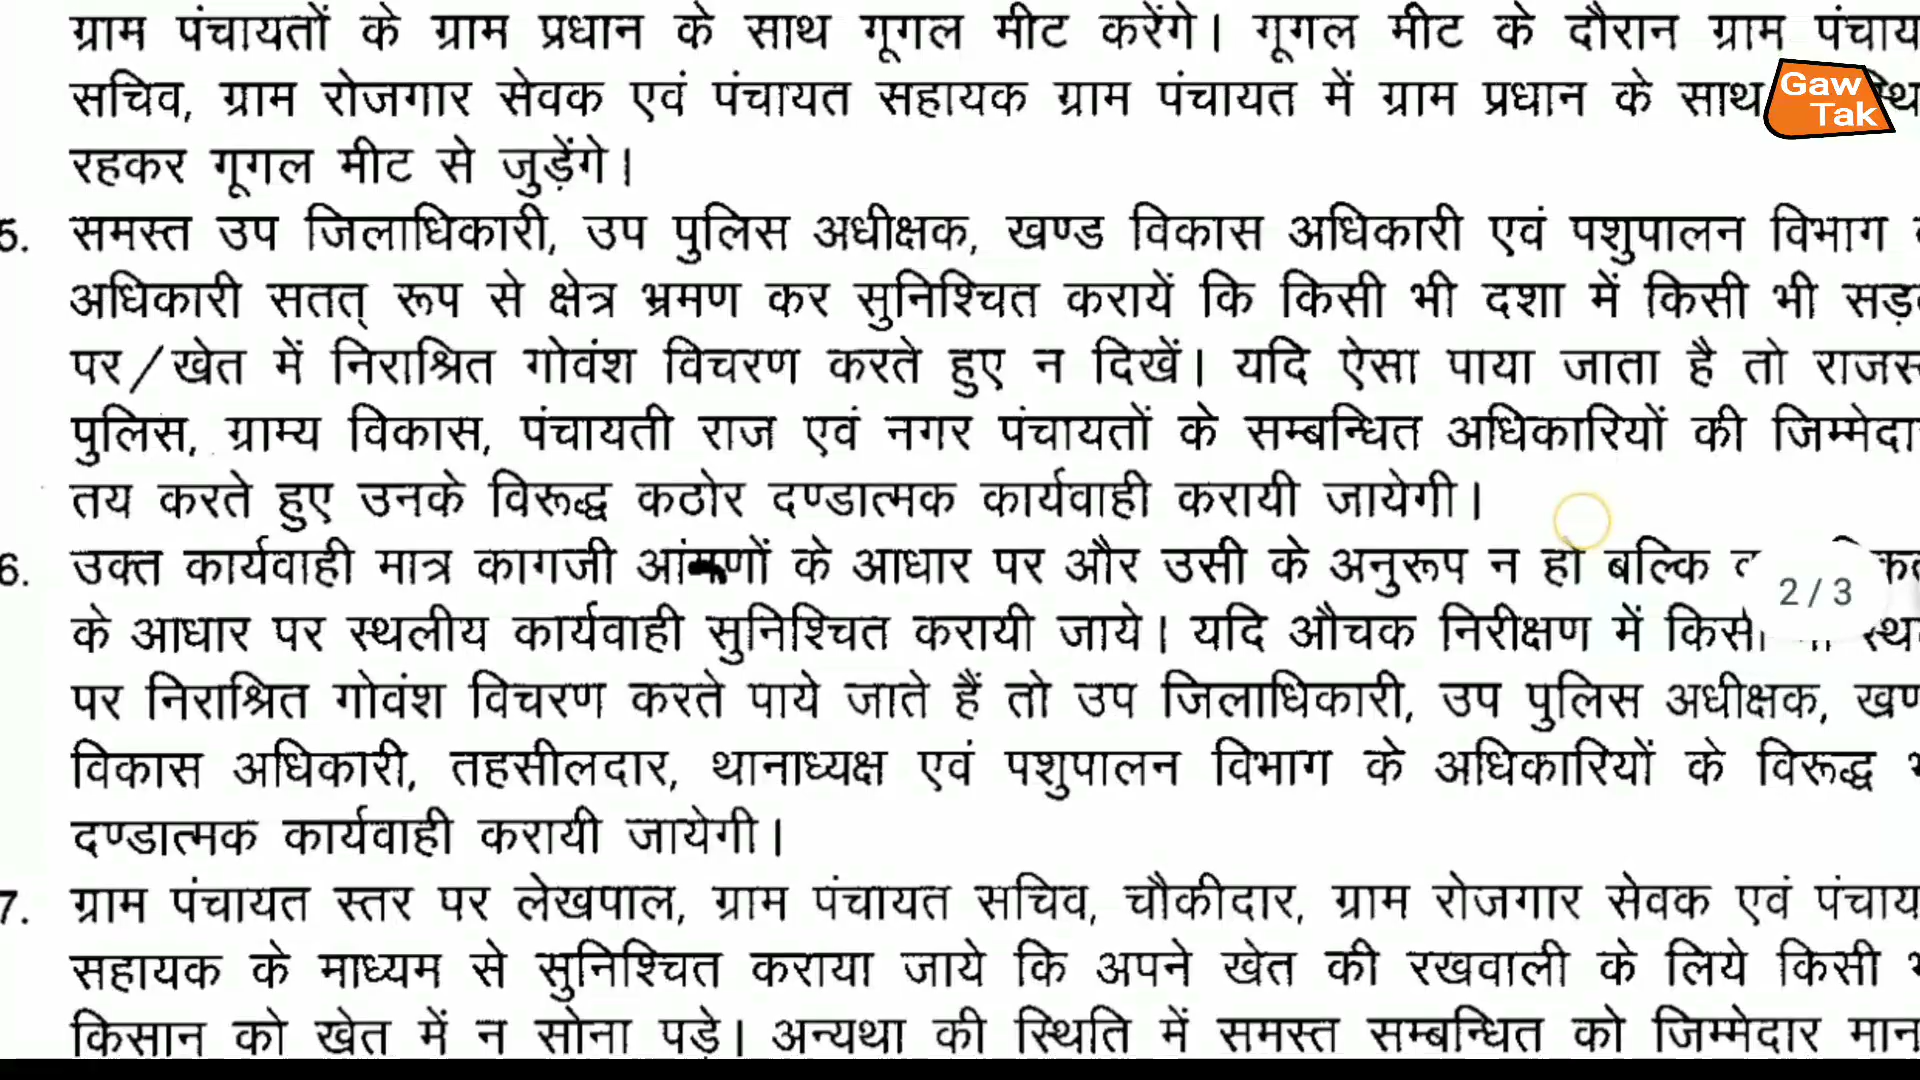 ग्राम पंचायतों के ग्राम प्रधान के साथ गूगल मीट करेंगे। गूगल मीट के दौरान ग्राम
सचिव, ग्राम रोजगार सेवक एवं पंचायत सहायक ग्राम पंचायत में ग्राम प्रधान के साथ
Gaw
Tak
रहकर गूगल मीट से जुड़ेंगे।
5. समस्त उप जिलाधिकारी, उप पुलिस अधीक्षक, खण्ड विकास अधिकारी एवं पशुपालन विभाग
अधिकारी सतत् रूप से क्षेत्र भ्रमण कर सुनिश्चित करायें कि किसी भी दशा में किसी भी
पर/खेत में निराश्रित गोवंश विचरण करते हुए न दिखें। यदि ऐसा पाया जाता है तो
पुलिस, ग्राम्य विकास, पंचायती राज एवं नगर पंचायतों के सम्बन्धित अधिकारियों की
तय करते हुए उनके विरूद्ध कठोर दण्डात्मक कार्यवाही करायी जायेगी।
6. उक्त कार्यवाही मात्र कागजी के आधार पर और उसी के अनुरूप न हो बल्कि
2/3
के आधार पर स्थलीय कार्यवाही सुनिश्चित करायी जाये। यदि औचक निरीक्षण में
पर निराश्रित गोवंश विचरण करते पाये जाते हैं तो उप जिलाधिकारी, उप पुलिस अधीक्षक,
विकास अधिकारी, तहसीलदार, थानाध्यक्ष एवं पशुपालन विभाग के अधिकारियों के विरूद्ध
दण्डात्मक कार्यवाही करायी जायेगी।
7. ग्राम पंचायत स्तर पर लेखपाल, ग्राम पंचायत सचिव, चौकीदार, ग्राम रोजगार सेवक एवं
सहायक के माध्यम से सुनिश्चित कराया जाये कि अपने खेत की रखवाली के लिये किसी
किसान को खेत में न सोना पड़े। अन्यथा की स्थिति में समस्त सम्बन्धित को जिम्मेदार